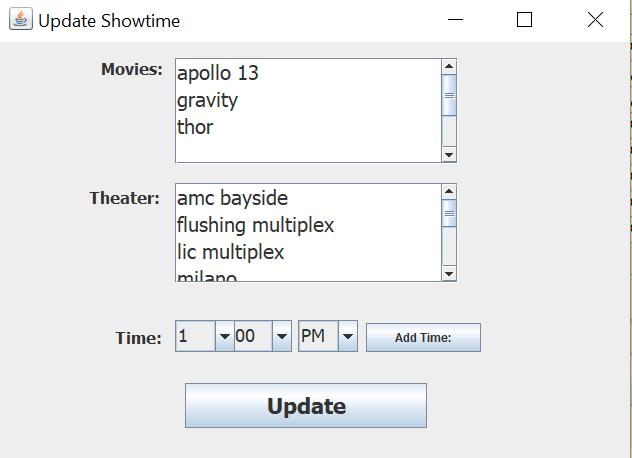 Update Showtime
Movies:
apollo 13
gravity
thor
Theater:
amc bayside
flushing multiplex
lic multiplex
milano
Time: 1 00 PM Add Time:
Update